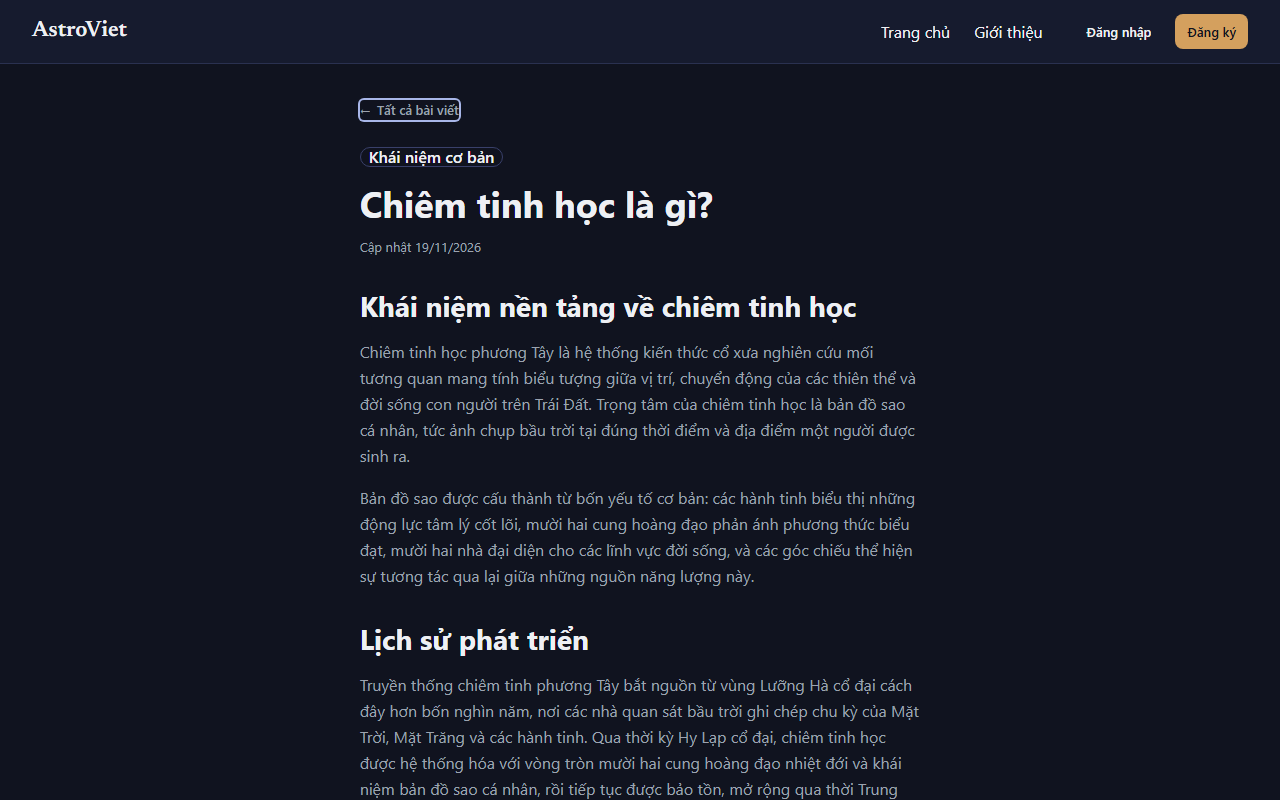 AstroViet
Trang chủ
Giới thiệu
Đăng nhập
Đăng ký
← Tất cả bài viết
Khái niệm cơ bản
Chiêm tinh học là gì?
Cập nhật 19/11/2026
Khái niệm nền tảng về chiêm tinh học
Chiêm tinh học phương Tây là hệ thống kiến thức cổ xưa nghiên cứu mối
tương quan mang tính biểu tượng giữa vị trí, chuyển động của các thiên thể và
đời sống con người trên Trái Đất. Trọng tâm của chiêm tinh học là bản đồ sao
cá nhân, tức ảnh chụp bầu trời tại đúng thời điểm và địa điểm một người được
sinh ra.
Bản đồ sao được cấu thành từ bốn yếu tố cơ bản: các hành tinh biểu thị những
động lực tâm lý cốt lõi, mười hai cung hoàng đạo phản ánh phương thức biểu
đạt, mười hai nhà đại diện cho các lĩnh vực đời sống, và các góc chiếu thể hiện
sự tương tác qua lại giữa những nguồn năng lượng này.
Lịch sử phát triển
Truyền thống chiêm tinh phương Tây bắt nguồn từ vùng Lưỡng Hà cổ đại cách
đây hơn bốn nghìn năm, nơi các nhà quan sát bầu trời ghi chép chu kỳ của Mặt
Trời, Mặt Trăng và các hành tinh. Qua thời kỳ Hy Lạp cổ đại, chiêm tinh học
được hệ thống hóa với vòng tròn mười hai cung hoàng đạo nhiệt đới và khái
niệm bản đồ sao cá nhân, rồi tiếp tục được bảo tồn, mở rộng qua thời Trung